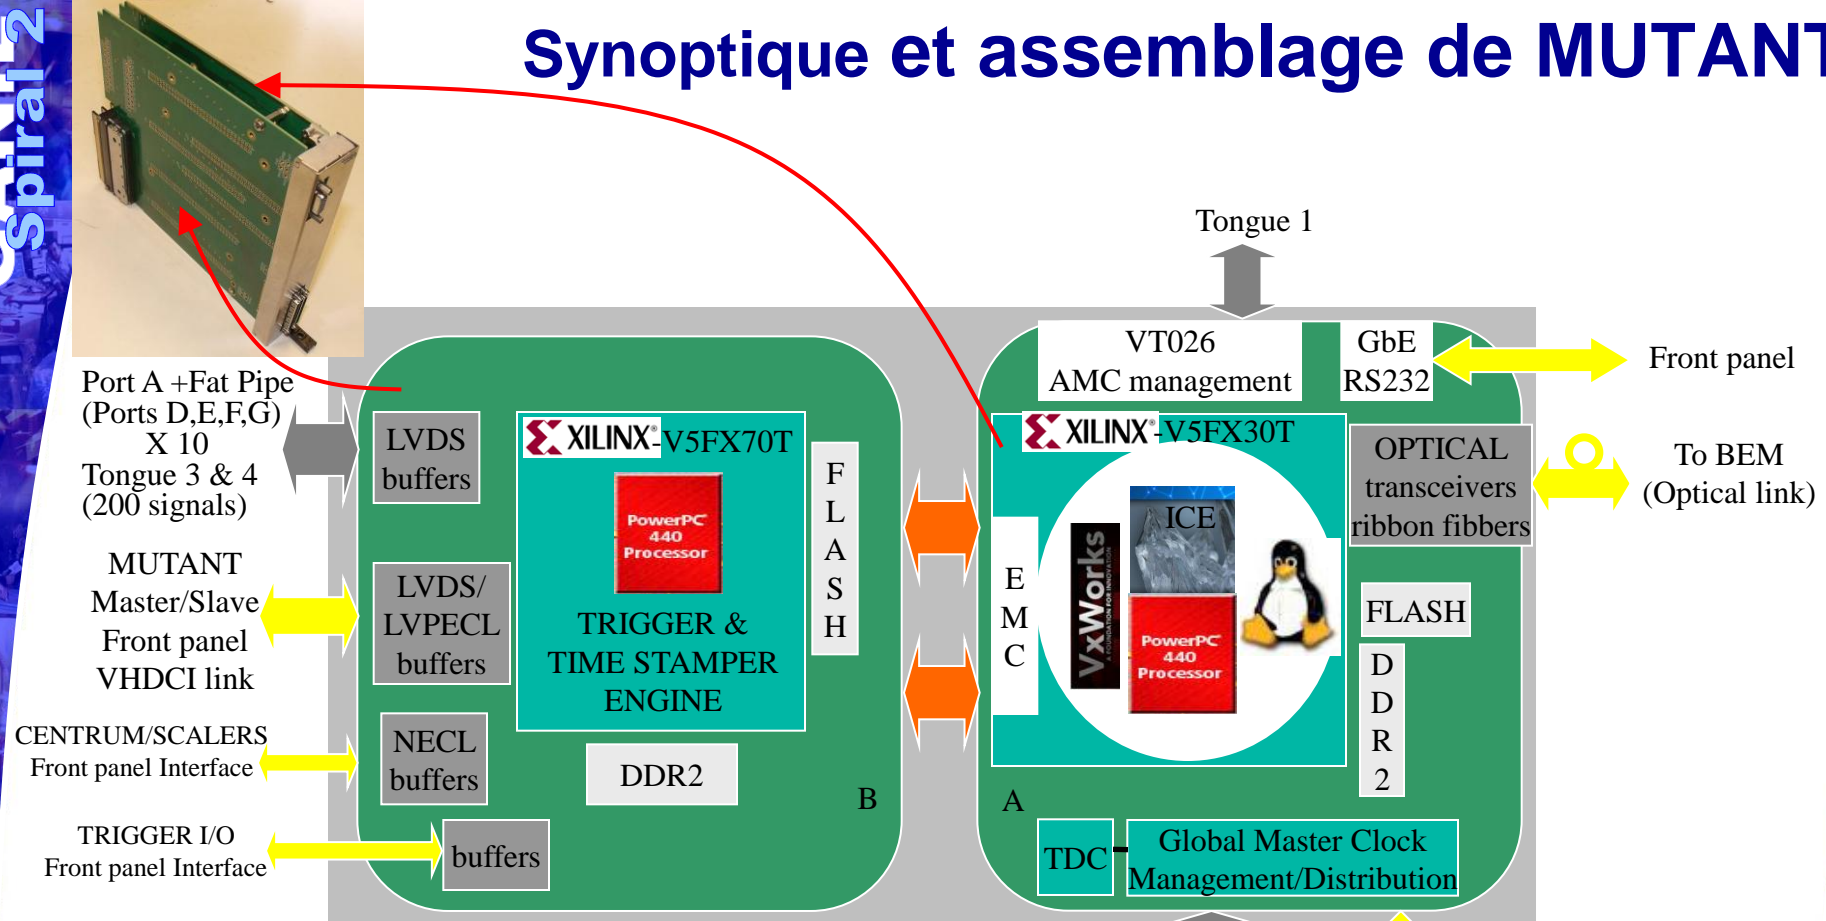 Synoptique et assemblage de MUTANT
Spiral 2
Tongue 1
VT026
AMC management
GbE
RS232
Front panel
Port A +Fat Pipe
(Ports D,E,F,G)
X 10
Tongue 3 & 4
(200 signals)
LVDS
buffers
XILINX®-V5FX70T
PowerPC
440
Processor
TRIGGER &
TIME STAMPER
ENGINE
F
L
A
S
H
XILINX®-V5FX30T
E
M
C
VxWorks
A FOUNDATION FOR INNOVATION
ICE
PowerPC
440
Processor
OPTICAL
transceivers
ribbon fibbers
To BEM
(Optical link)
MUTANT
Master/Slave
Front panel
VHDCI link
LVDS/
LVPECL
buffers
FLASH
D
D
R
2
CENTRUM/SCALERS
Front panel Interface
NECL
buffers
DDR2
B
A
TRIGGER I/O
Front panel Interface
buffers
TDC
Global Master Clock
Management/Distribution